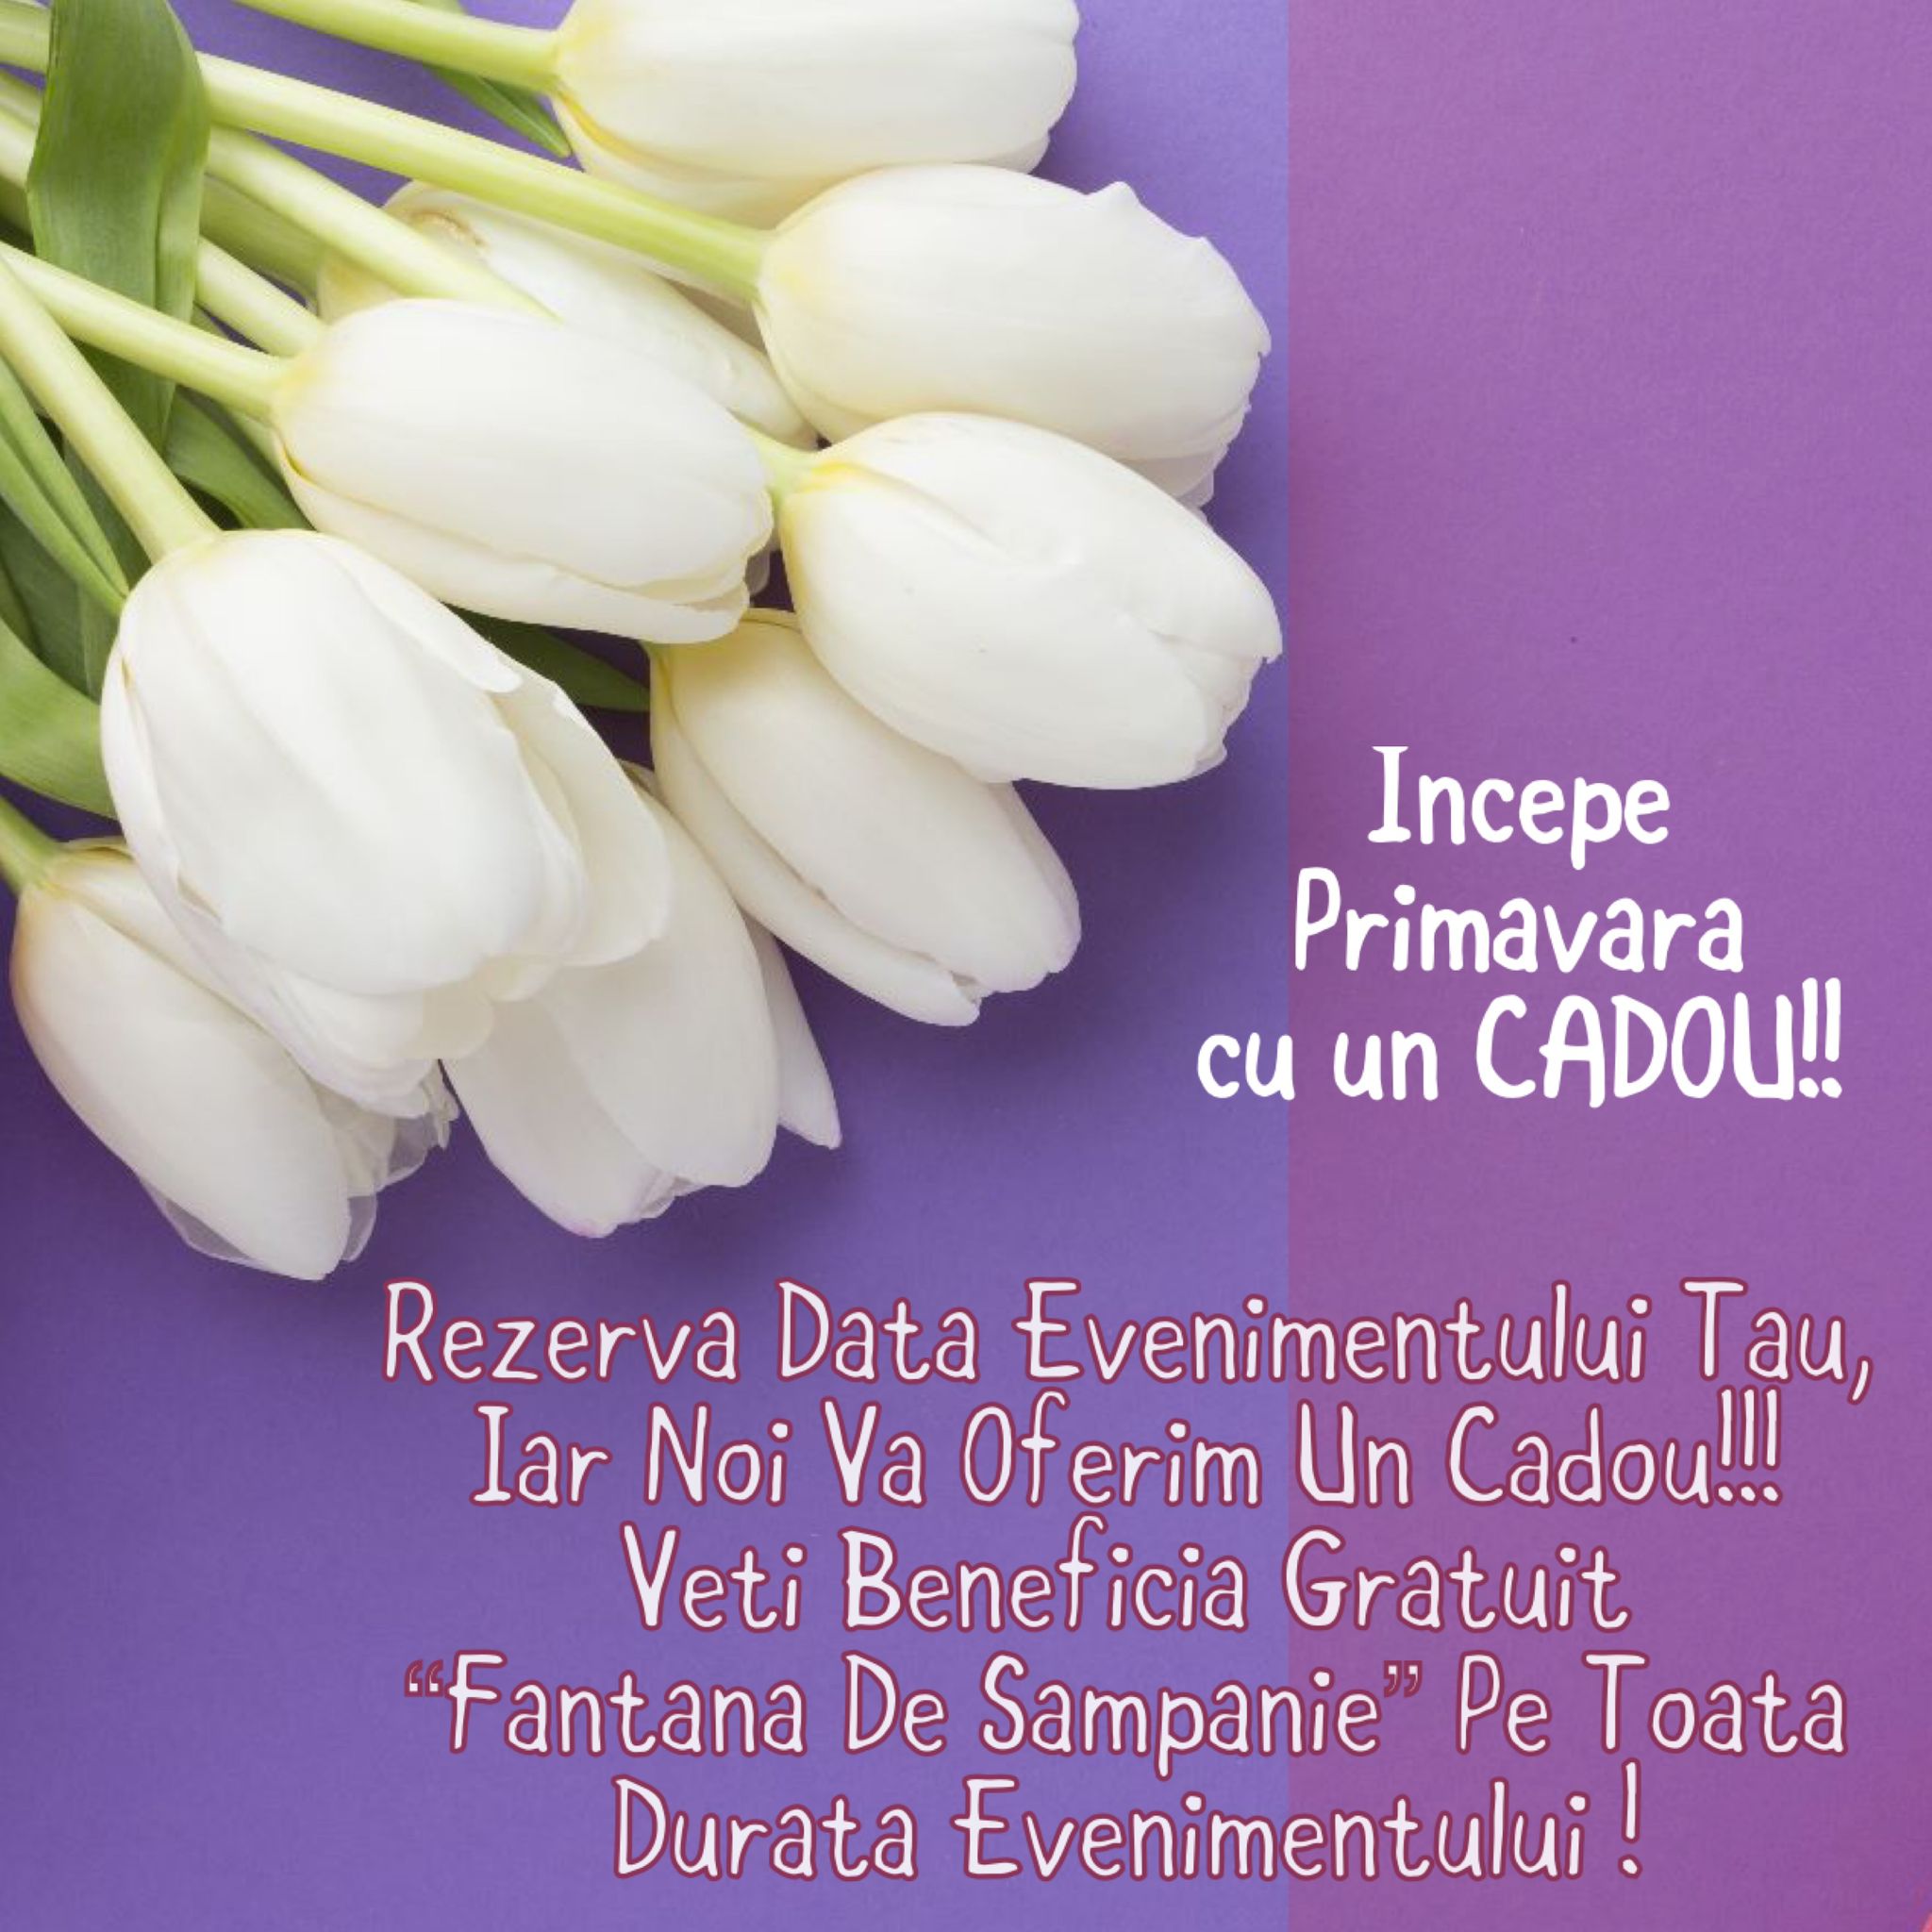 Incepe
Primavara
cu un CADOU!!
Rezerva Data Evenimentului Tau,
Iar Noi Va Oferim Un Cadou!!!
Veti Beneficia Gratuit
“Fantana De Sampanie” Pe Toata
Durata Evenimentului !